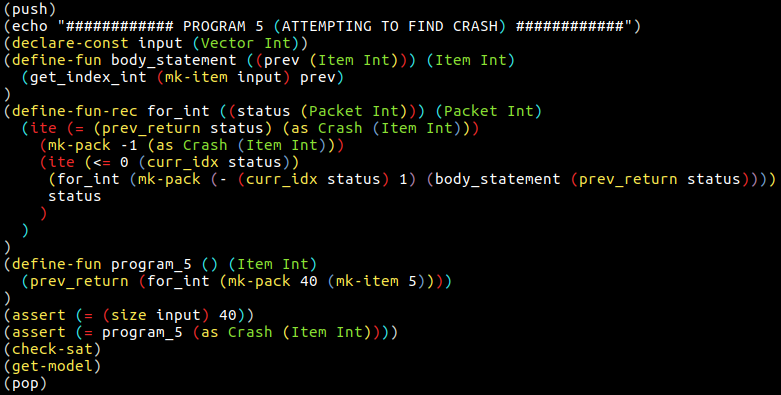 (push)
(echo "############ PROGRAM 5 (ATTEMPTING TO FIND CRASH) ############")
(declare-const input (Vector Int))
(define-fun body_statement ((prev (Item Int))) (Item Int)
  (get_index_int (mk-item input) prev)
)
(define-fun-rec for_int ((status (Packet Int))) (Packet Int)
  (ite (= (prev_return status) (as Crash (Item Int)))
    (mk-pack -1 (as Crash (Item Int)))
    (ite (<= 0 (curr_idx status))
     (for_int (mk-pack (- (curr_idx status) 1) (body_statement (prev_return status))))
     status
    )
  )
)
(define-fun program_5 () (Item Int)
  (prev_return (for_int (mk-pack 40 (mk-item 5))))
)
(assert (= (size input) 40))
(assert (= program_5 (as Crash (Item Int))))
(check-sat)
(get-model)
(pop)